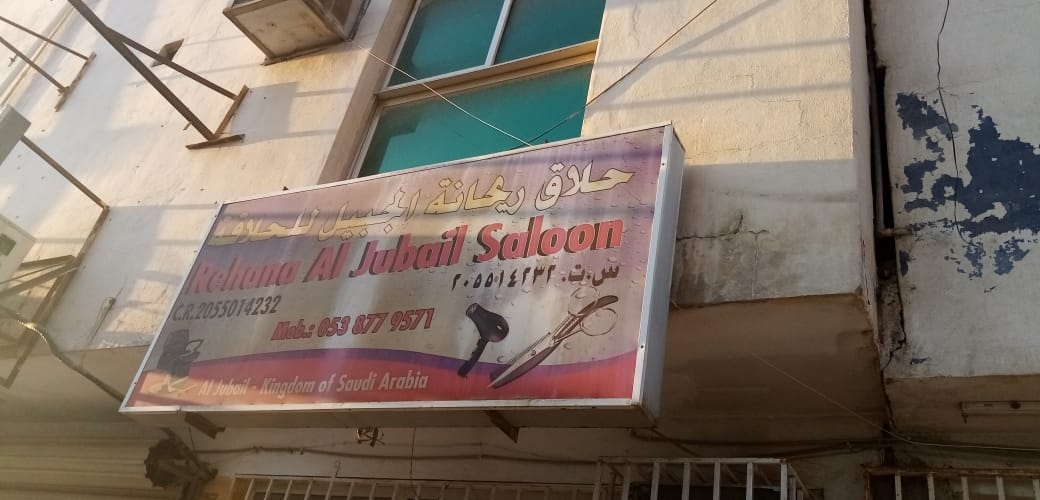 حلاق ريحانة الجبيل للحلاقة
Rehana Al Jubail Saloon
س.ت. ٢٠٥٥١٤٢٣٢
C.R.2055014232
Mob.: 053 877 9571
Al Jubail - Kingdom of Saudi Arabia